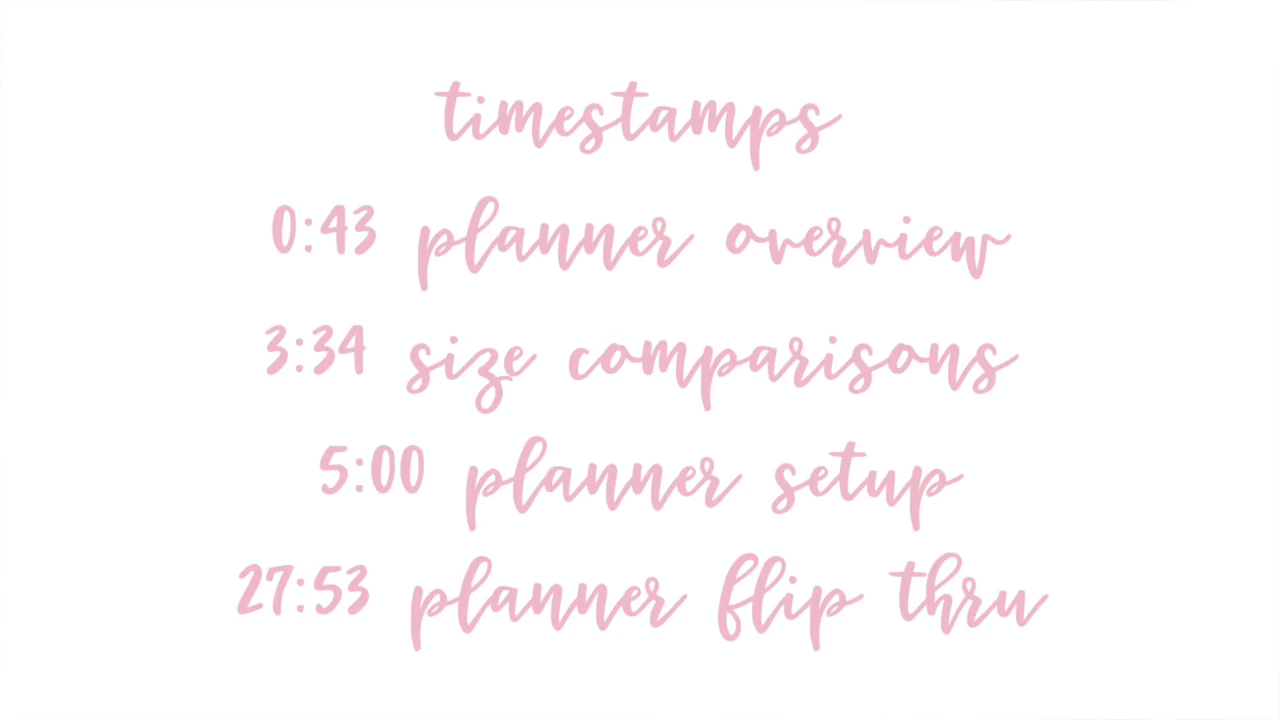 timestamps
0:43 planner overview
3:34 size comparisons
5:00 planner setup
27:53 planner flip thru